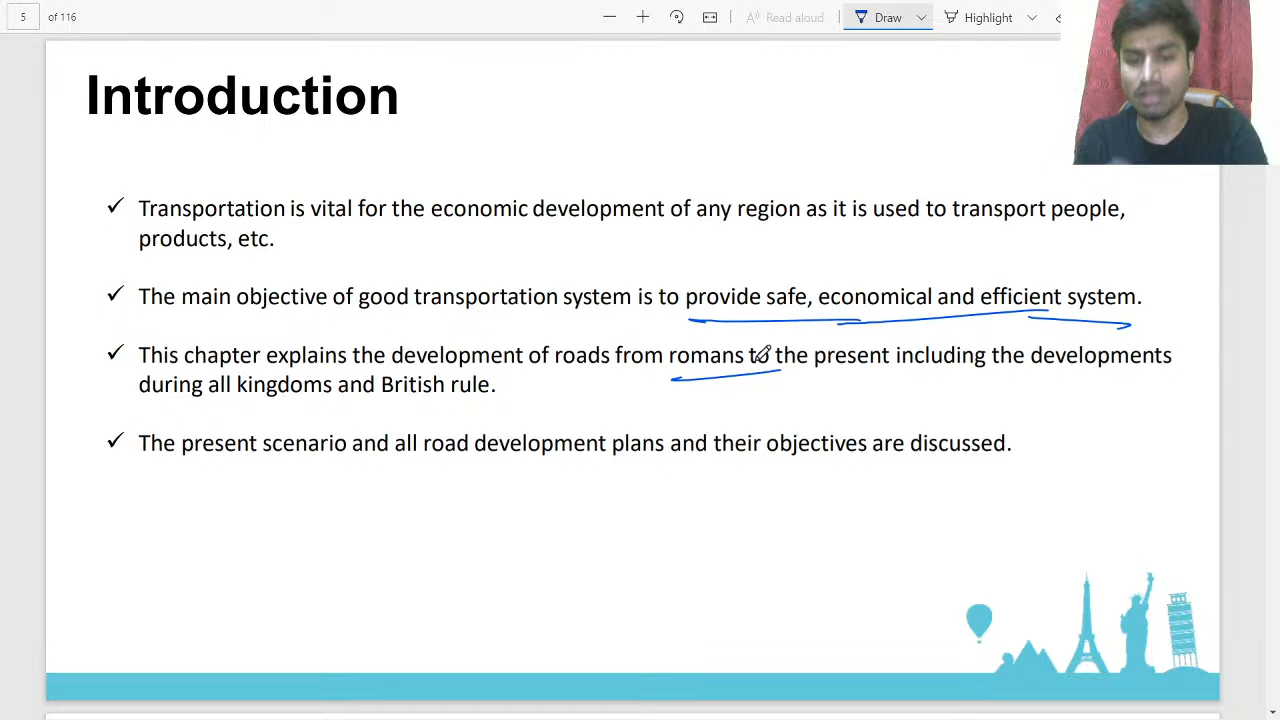 5 of 116
Read aloud
Draw
Highlight
Introduction
✓ Transportation is vital for the economic development of any region as it is used to transport people,
products, etc.
✓ The main objective of good transportation system is to provide safe, economical and efficient system.
✓ This chapter explains the development of roads from romans to the present including the developments
during all kingdoms and British rule.
✓ The present scenario and all road development plans and their objectives are discussed.